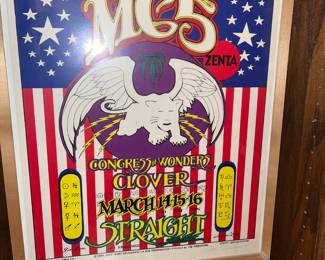 MC5
ZENTA
CONGRESS of WONDERS
CLOVER
MARCH 14·15·16
STRAIGHT